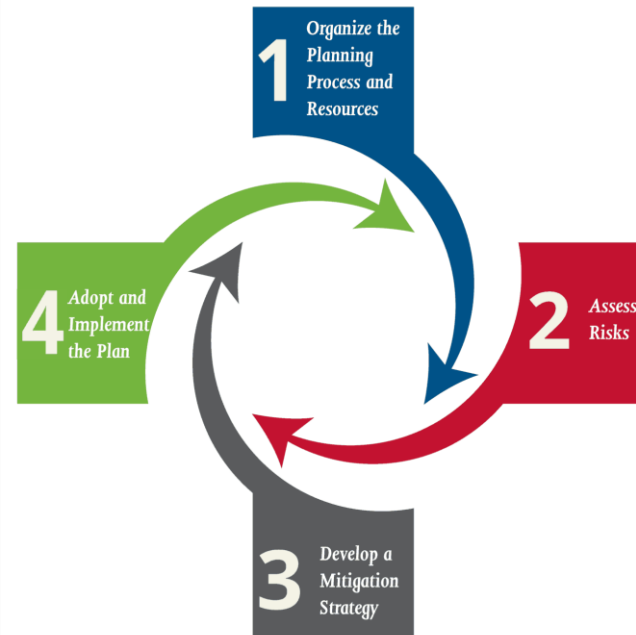 1
Organize the
Planning
Process and
Resources
2
Assess
Risks
3
Develop a
Mitigation
Strategy
4
Adopt and
Implement
the Plan